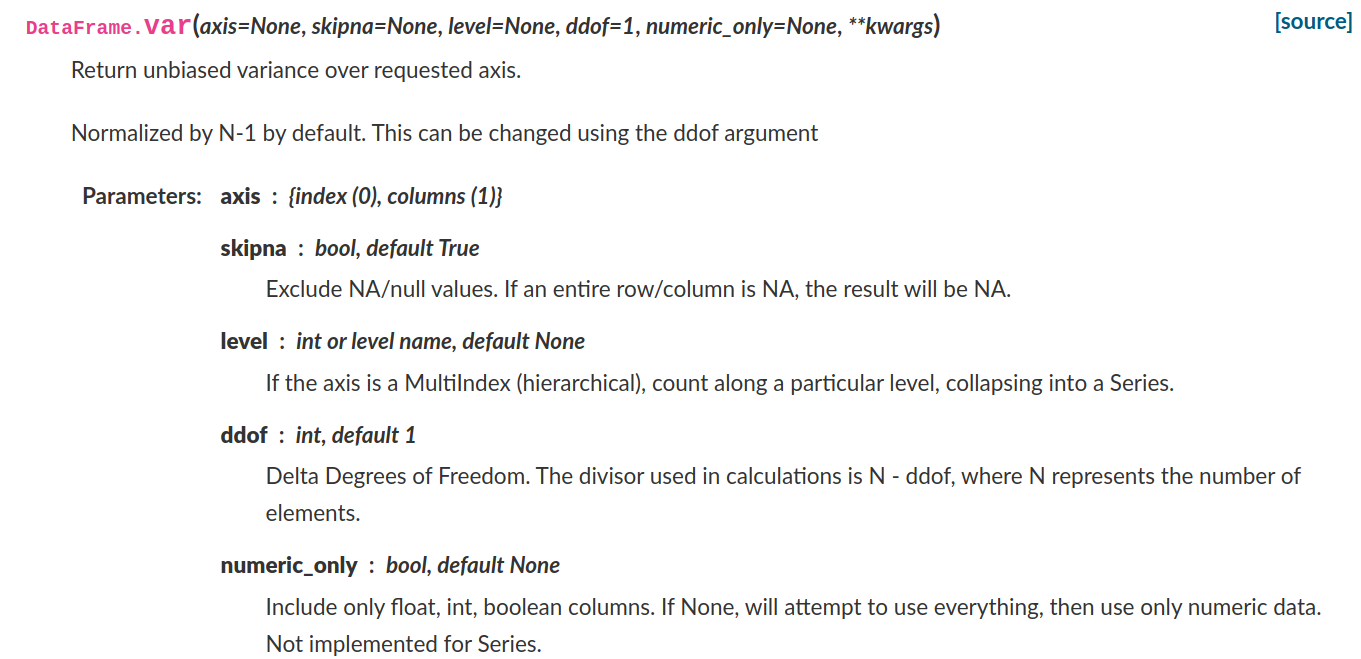 DataFrame.var(axis=None, skipna=None, level=None, ddof=1, numeric_only=None, **kwargs) [source]
Return unbiased variance over requested axis.
Normalized by N-1 by default. This can be changed using the ddof argument
Parameters: axis : {index (0), columns (1)}
skipna : bool, default True
Exclude NA/null values. If an entire row/column is NA, the result will be NA.
level : int or level name, default None
If the axis is a MultiIndex (hierarchical), count along a particular level, collapsing into a Series.
ddof : int, default 1
Delta Degrees of Freedom. The divisor used in calculations is N - ddof, where N represents the number of
elements.
numeric_only : bool, default None
Include only float, int, boolean columns. If None, will attempt to use everything, then use only numeric data.
Not implemented for Series.